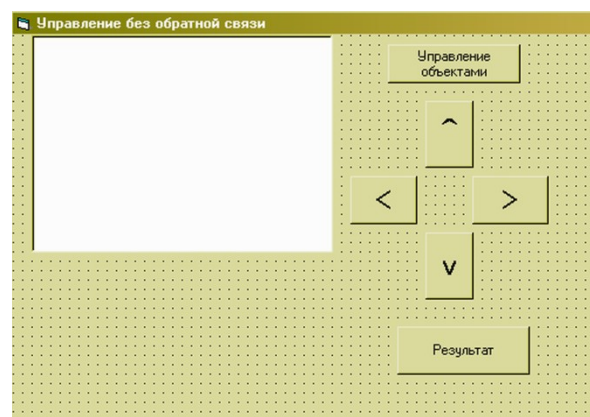 Управление без обратной связи
Управление
объектами
^
< >
v
Результат